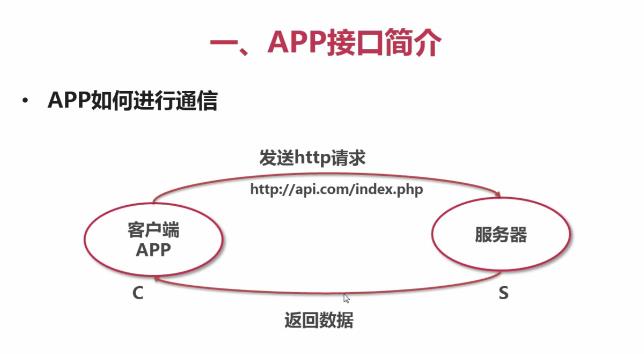 一、APP接口简介
• APP如何进行通信
发送http请求
http://api.com/index.php
客户端
APP
服务器
C
S
返回数据